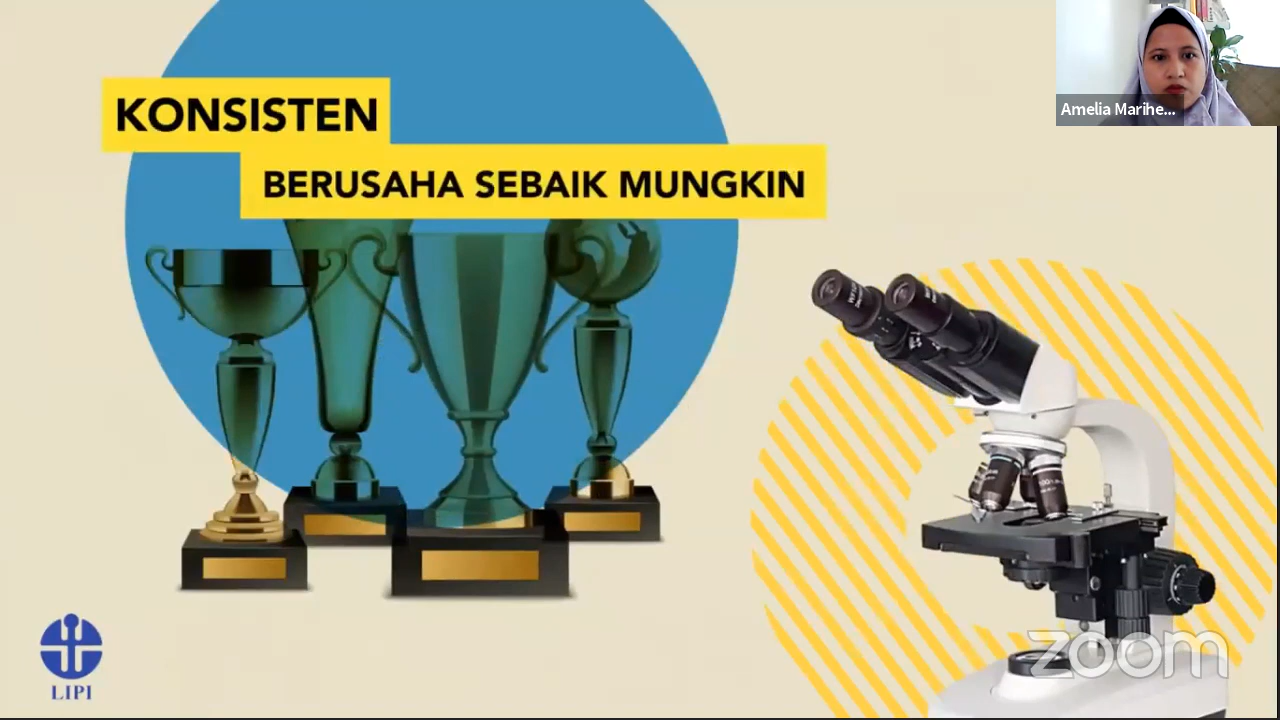 KONSISTEN
BERUSAHA SEBAIK MUNGKIN
Amelia Marihe...
LIPI
zoom